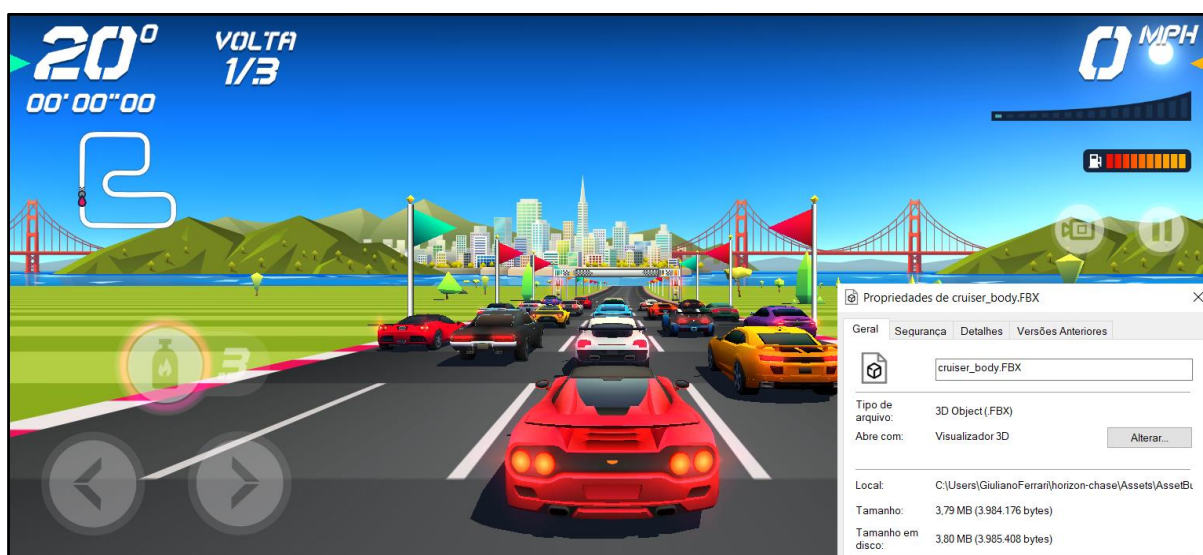 20º
VOLTA
1/3
00'00"00
0 MPH
3
Propriedades de cruiser_body.FBX
Geral Segurança Detalhes Versões Anteriores
cruiser_body.FBX
Tipo de
arquivo: 3D Object (.FBX)
Abre com: Visualizador 3D Alterar...
Local: C:\Users\GiulianoFerrari\horizon-chase\Assets\AssetBu
Tamanho: 3,79 MB (3.984.176 bytes)
Tamanho em
disco: 3,80 MB (3.985.408 bytes)